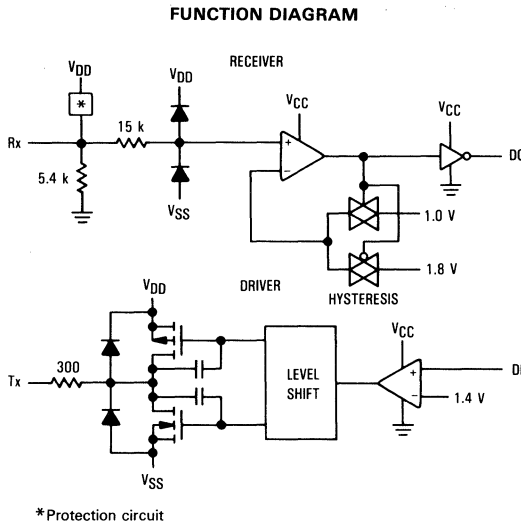 FUNCTION DIAGRAM
RECEIVER
VDD
*
VDD
VCC
VCC
Rx
15 k
+
−
5.4 k
VSS
1.0 V
1.8 V
HYSTERESIS
VDD
DRIVER
VCC
300
Tx
LEVEL
SHIFT
+
−
1.4 V
VSS
*Protection circuit